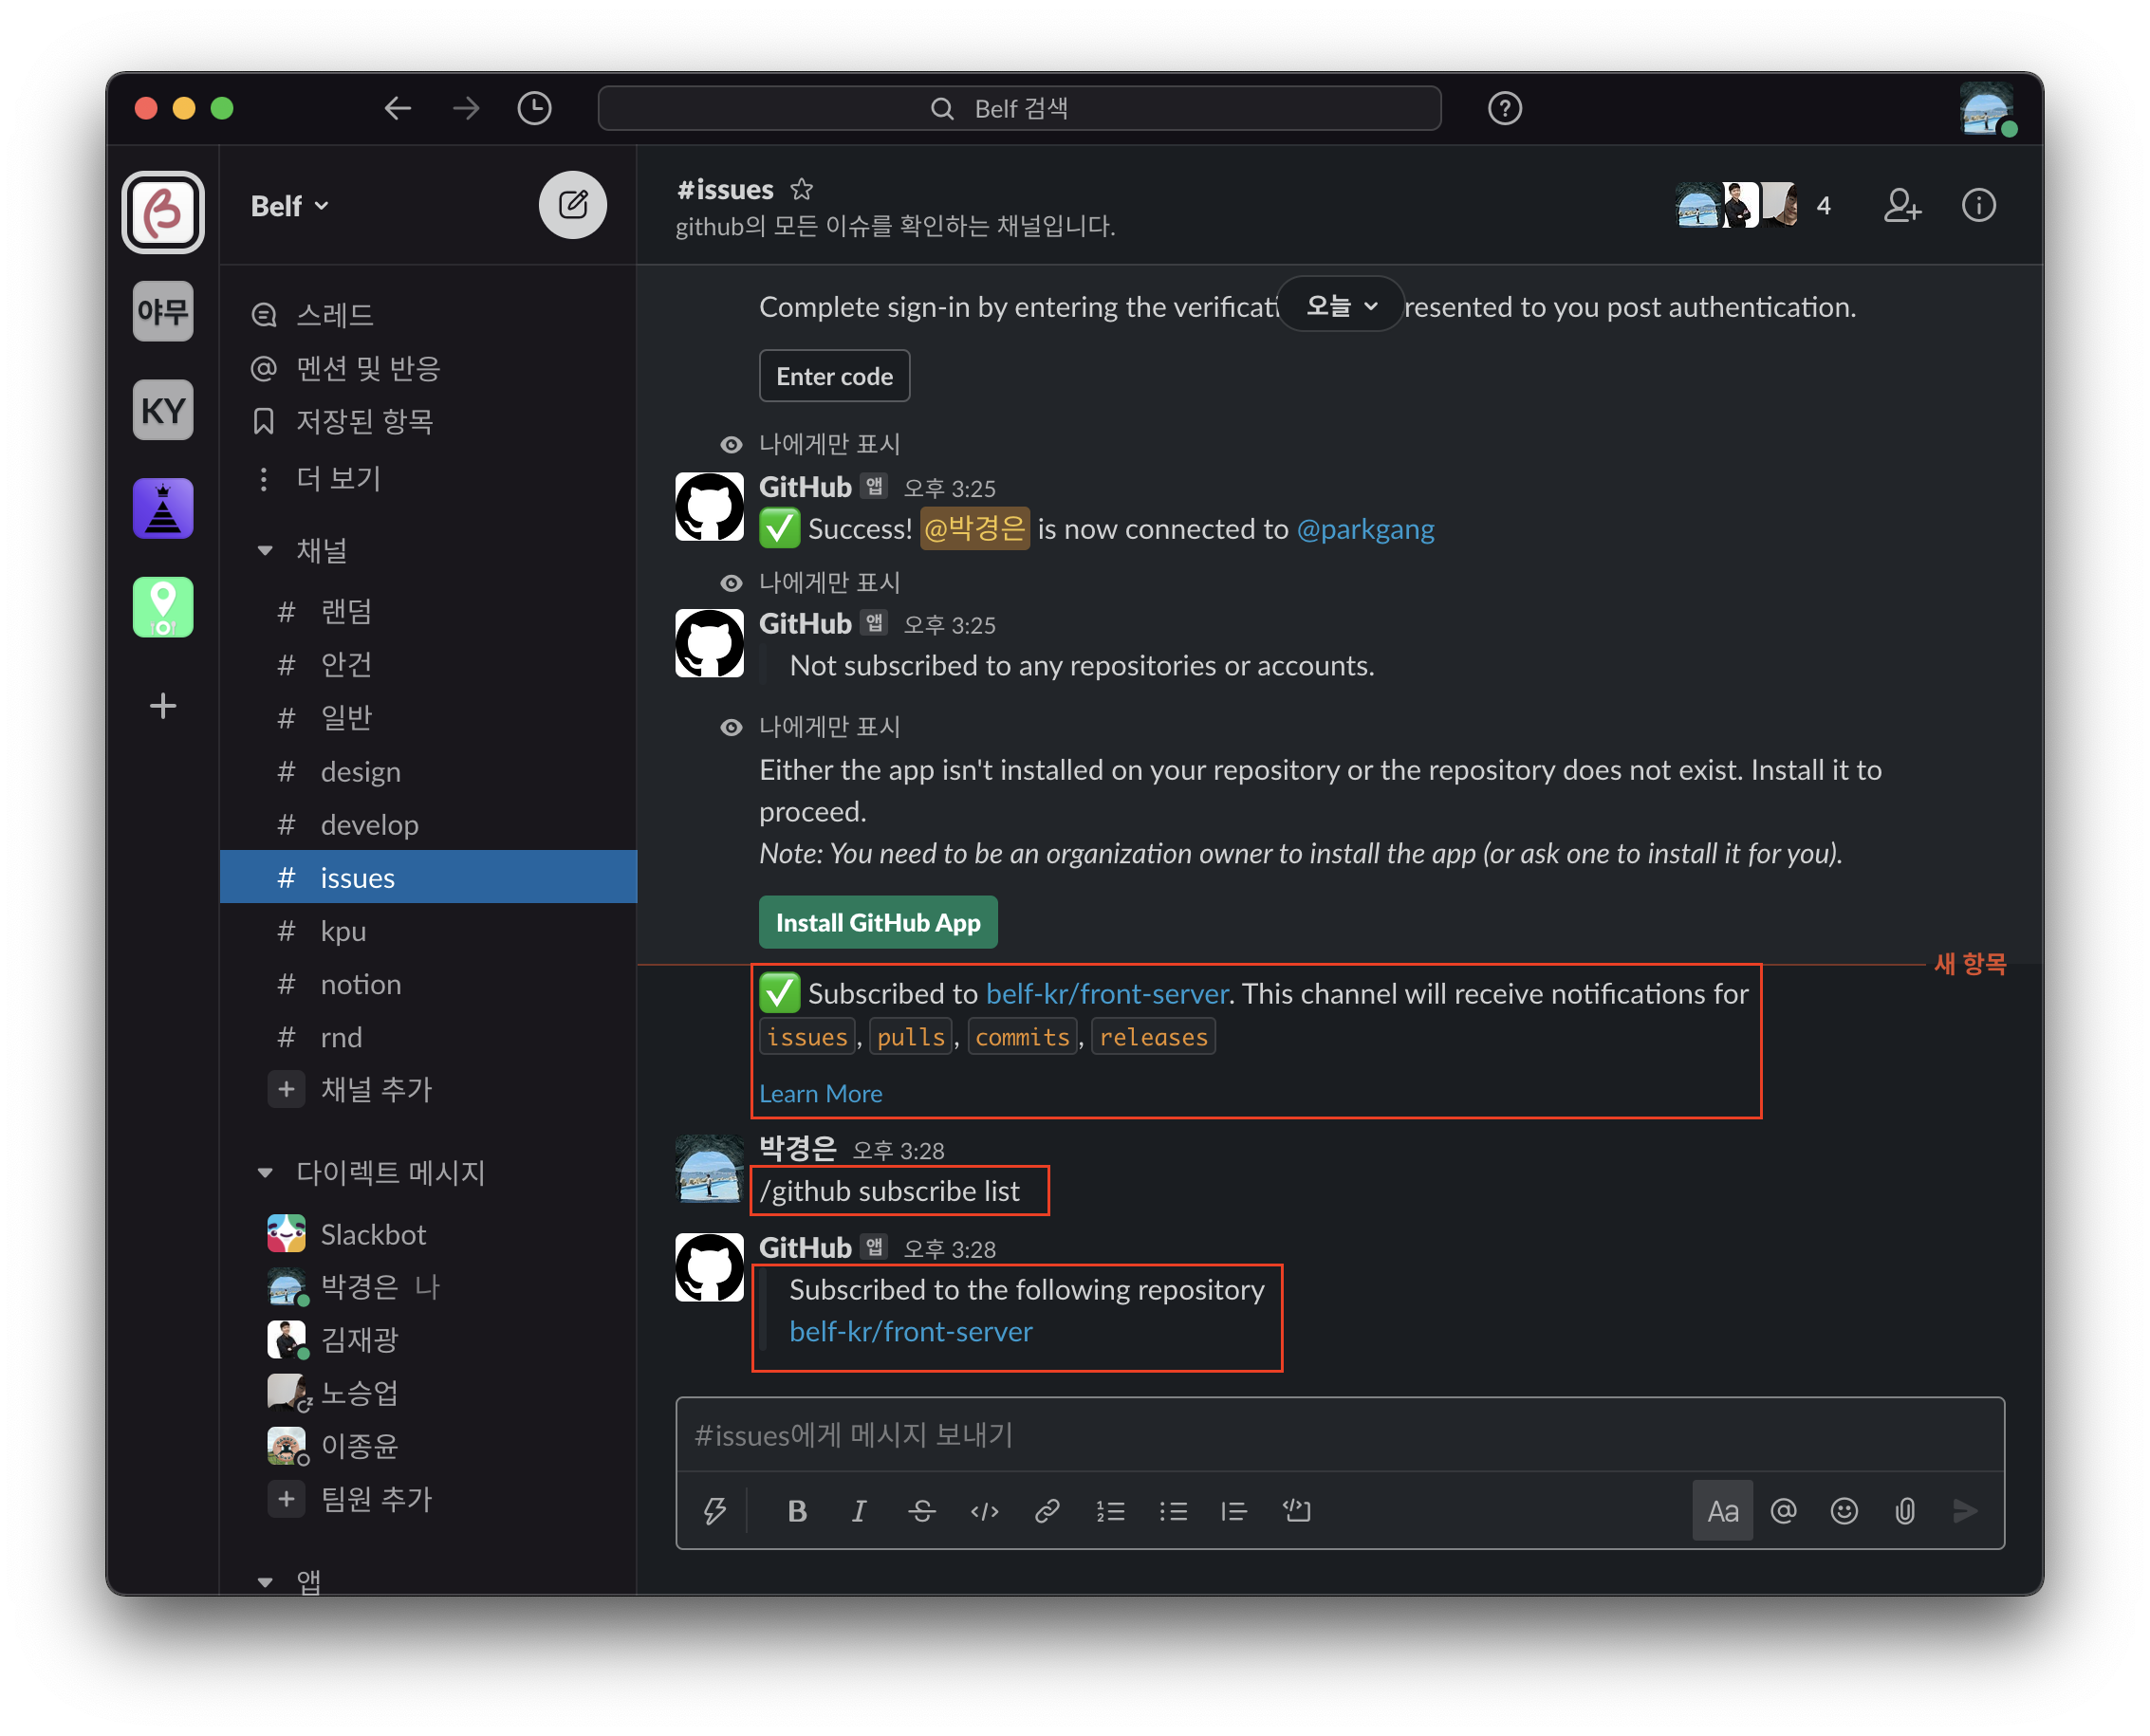 Belf 검색
야무
KY
Belf
스레드
멘션 및 반응
저장된 항목
더 보기
채널
# 랜덤
# 안건
# 일반
# design
# develop
# issues
# kpu
# notion
# rnd
+ 채널 추가
다이렉트 메시지
Slackbot
박경은 나
김재광
노승업
이종윤
+ 팀원 추가
앱
#issues
github의 모든 이슈를 확인하는 채널입니다.
4
오늘
Complete sign-in by entering the resented to you post authentication.
Enter code
나에게만 표시
GitHub 앱 오후 3:25
✅ Success! @박경은 is now connected to @parkgang
나에게만 표시
GitHub 앱 오후 3:25
Not subscribed to any repositories or accounts.
나에게만 표시
Either the app isn't installed on your repository or the repository does not exist. Install it to
proceed.
Note: You need to be an organization owner to install the app (or ask one to install it for you).
Install GitHub App
새 항목
✅ Subscribed to belf-kr/front-server. This channel will receive notifications for
issues, pulls, commits, releases
Learn More
박경은 오후 3:28
/github subscribe list
GitHub 앱 오후 3:28
Subscribed to the following repository
belf-kr/front-server
#issues에게 메시지 보내기
B I S Aa @